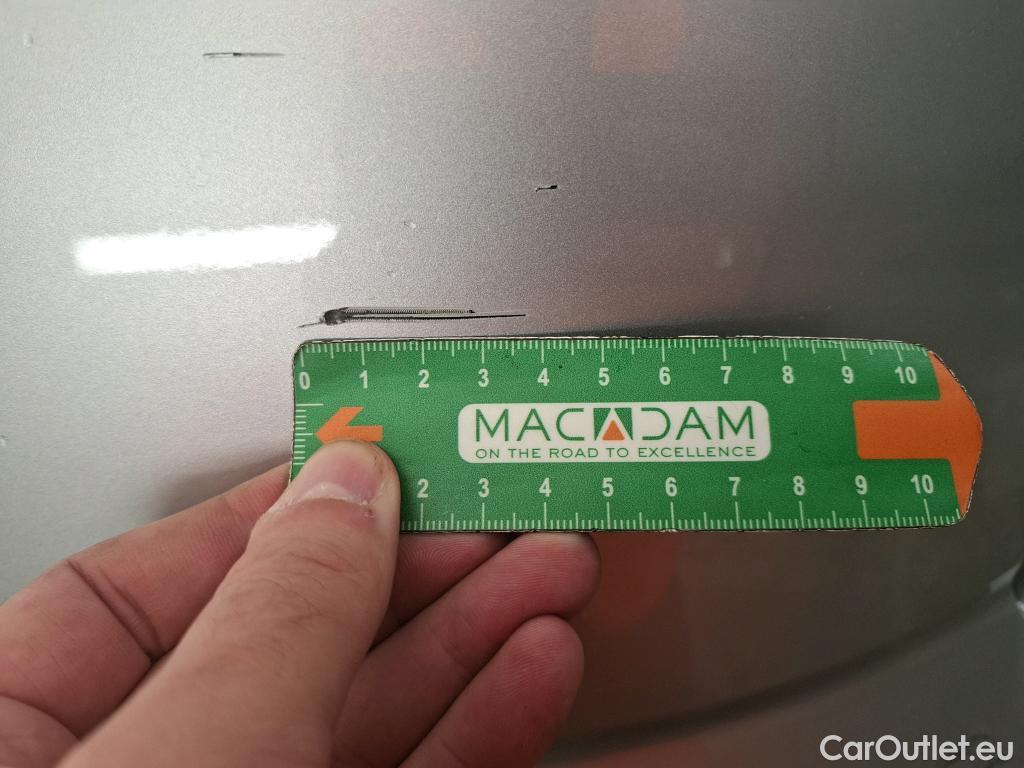 0 1 2 3 4 5 6 7 8 9 10
MACADAM
ON THE ROAD TO EXCELLENCE
2 3 4 5 6 7 8 9 10
CarOutlet.eu